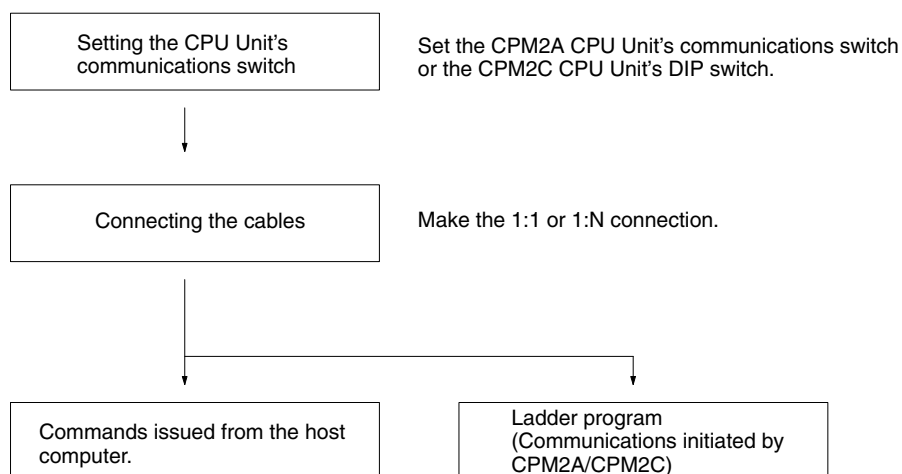 Setting the CPU Unit's
communications switch
Set the CPM2A CPU Unit's communications switch
or the CPM2C CPU Unit's DIP switch.
Connecting the cables
Make the 1:1 or 1:N connection.
Commands issued from the host
computer.
Ladder program
(Communications initiated by
CPM2A/CPM2C)